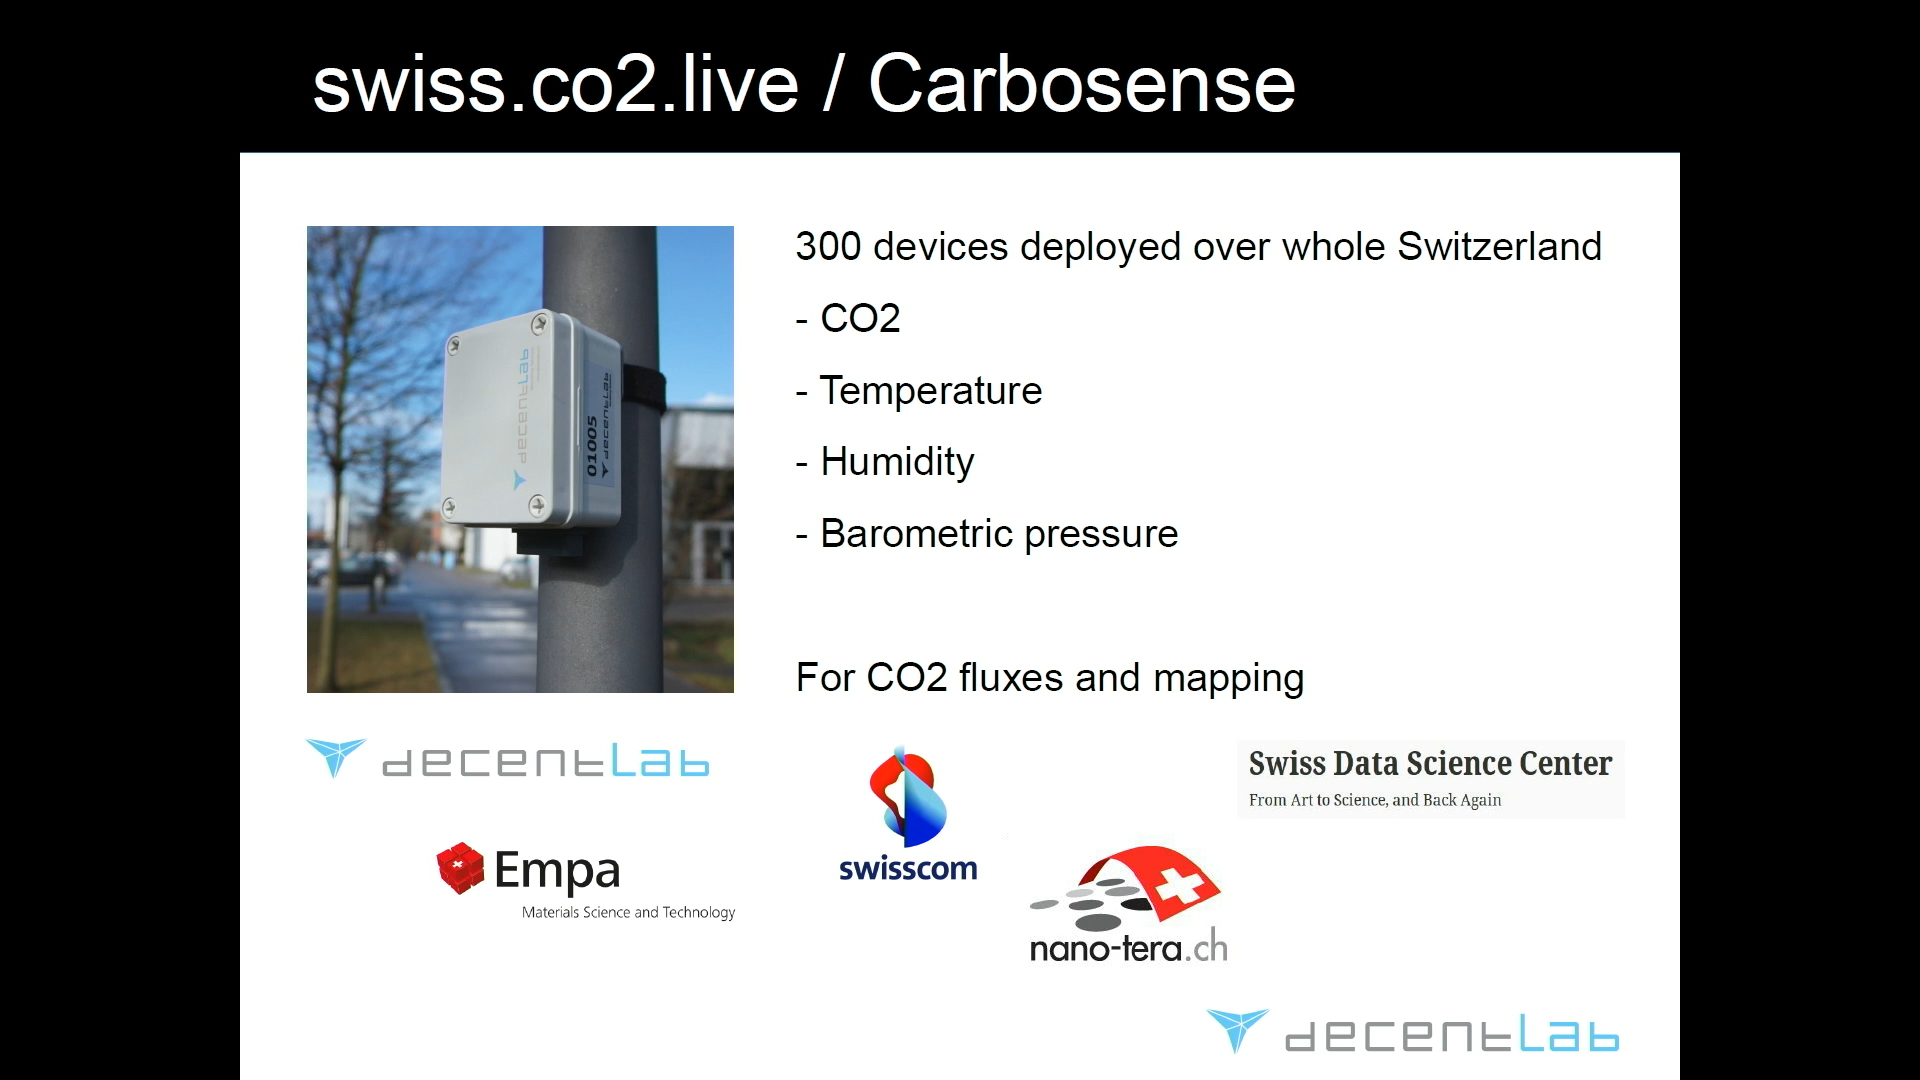 swiss.co2.live / Carbosense
decentlab
01005
decentlab
300 devices deployed over whole Switzerland
- CO2
- Temperature
- Humidity
- Barometric pressure
For CO2 fluxes and mapping
decentlab
swisscom
Swiss Data Science Center
From Art to Science, and Back Again
Empa
Materials Science and Technology
nano-tera.ch
decentlab